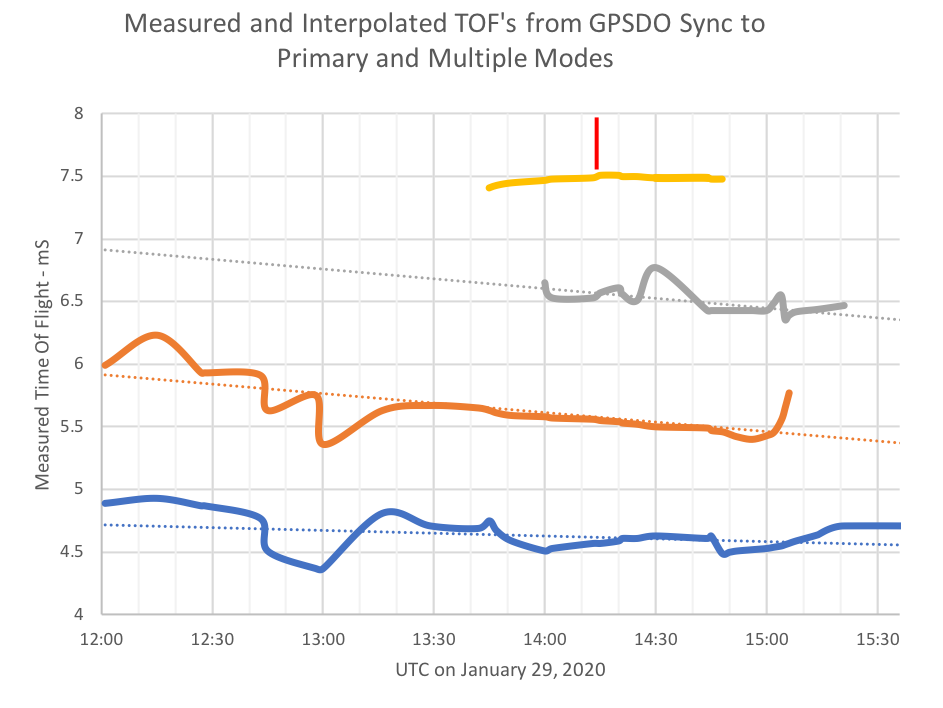 Measured and Interpolated TOF's from GPSDO Sync to
Primary and Multiple Modes
8
7.5
7
6.5
6
5.5
5
4.5
4
Measured Time Of Flight - mS
12:00 12:30 13:00 13:30 14:00 14:30 15:00 15:30
UTC on January 29, 2020